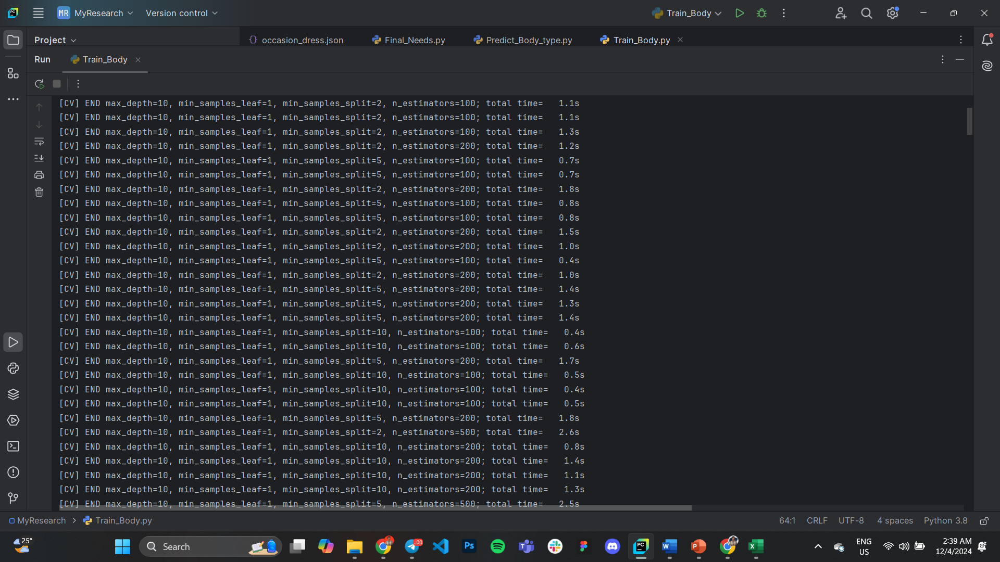 PC MR MyResearch Version control Train_Body
Project {} occasion_dress.json Final_Needs.py Predict_Body_type.py Train_Body.py
Run Train_Body
[CV] END max_depth=10, min_samples_leaf=1, min_samples_split=2, n_estimators=100; total time=   1.1s
[CV] END max_depth=10, min_samples_leaf=1, min_samples_split=2, n_estimators=100; total time=   1.1s
[CV] END max_depth=10, min_samples_leaf=1, min_samples_split=2, n_estimators=100; total time=   1.3s
[CV] END max_depth=10, min_samples_leaf=1, min_samples_split=2, n_estimators=200; total time=   1.2s
[CV] END max_depth=10, min_samples_leaf=1, min_samples_split=5, n_estimators=100; total time=   0.7s
[CV] END max_depth=10, min_samples_leaf=1, min_samples_split=5, n_estimators=100; total time=   0.7s
[CV] END max_depth=10, min_samples_leaf=1, min_samples_split=2, n_estimators=200; total time=   1.8s
[CV] END max_depth=10, min_samples_leaf=1, min_samples_split=5, n_estimators=100; total time=   0.8s
[CV] END max_depth=10, min_samples_leaf=1, min_samples_split=5, n_estimators=100; total time=   0.8s
[CV] END max_depth=10, min_samples_leaf=1, min_samples_split=2, n_estimators=200; total time=   1.5s
[CV] END max_depth=10, min_samples_leaf=1, min_samples_split=2, n_estimators=200; total time=   1.0s
[CV] END max_depth=10, min_samples_leaf=1, min_samples_split=5, n_estimators=100; total time=   0.4s
[CV] END max_depth=10, min_samples_leaf=1, min_samples_split=2, n_estimators=200; total time=   1.0s
[CV] END max_depth=10, min_samples_leaf=1, min_samples_split=5, n_estimators=200; total time=   1.4s
[CV] END max_depth=10, min_samples_leaf=1, min_samples_split=5, n_estimators=200; total time=   1.3s
[CV] END max_depth=10, min_samples_leaf=1, min_samples_split=5, n_estimators=200; total time=   1.4s
[CV] END max_depth=10, min_samples_leaf=1, min_samples_split=10, n_estimators=100; total time=   0.4s
[CV] END max_depth=10, min_samples_leaf=1, min_samples_split=10, n_estimators=100; total time=   0.6s
[CV] END max_depth=10, min_samples_leaf=1, min_samples_split=5, n_estimators=200; total time=   1.7s
[CV] END max_depth=10, min_samples_leaf=1, min_samples_split=10, n_estimators=100; total time=   0.5s
[CV] END max_depth=10, min_samples_leaf=1, min_samples_split=10, n_estimators=100; total time=   0.4s
[CV] END max_depth=10, min_samples_leaf=1, min_samples_split=10, n_estimators=100; total time=   0.5s
[CV] END max_depth=10, min_samples_leaf=1, min_samples_split=5, n_estimators=200; total time=   1.8s
[CV] END max_depth=10, min_samples_leaf=1, min_samples_split=2, n_estimators=500; total time=   2.6s
[CV] END max_depth=10, min_samples_leaf=1, min_samples_split=10, n_estimators=200; total time=   0.8s
[CV] END max_depth=10, min_samples_leaf=1, min_samples_split=10, n_estimators=200; total time=   1.4s
[CV] END max_depth=10, min_samples_leaf=1, min_samples_split=10, n_estimators=200; total time=   1.1s
[CV] END max_depth=10, min_samples_leaf=1, min_samples_split=10, n_estimators=200; total time=   1.3s
[CV] END max_depth=10, min_samples_leaf=1, min_samples_split=5, n_estimators=500; total time=   2.5s
MyResearch > Train_Body.py 64:1 CRLF UTF-8 4 spaces Python 3.8
25° Search Ps T PC W P X ENG US 2:39 AM 12/4/2024